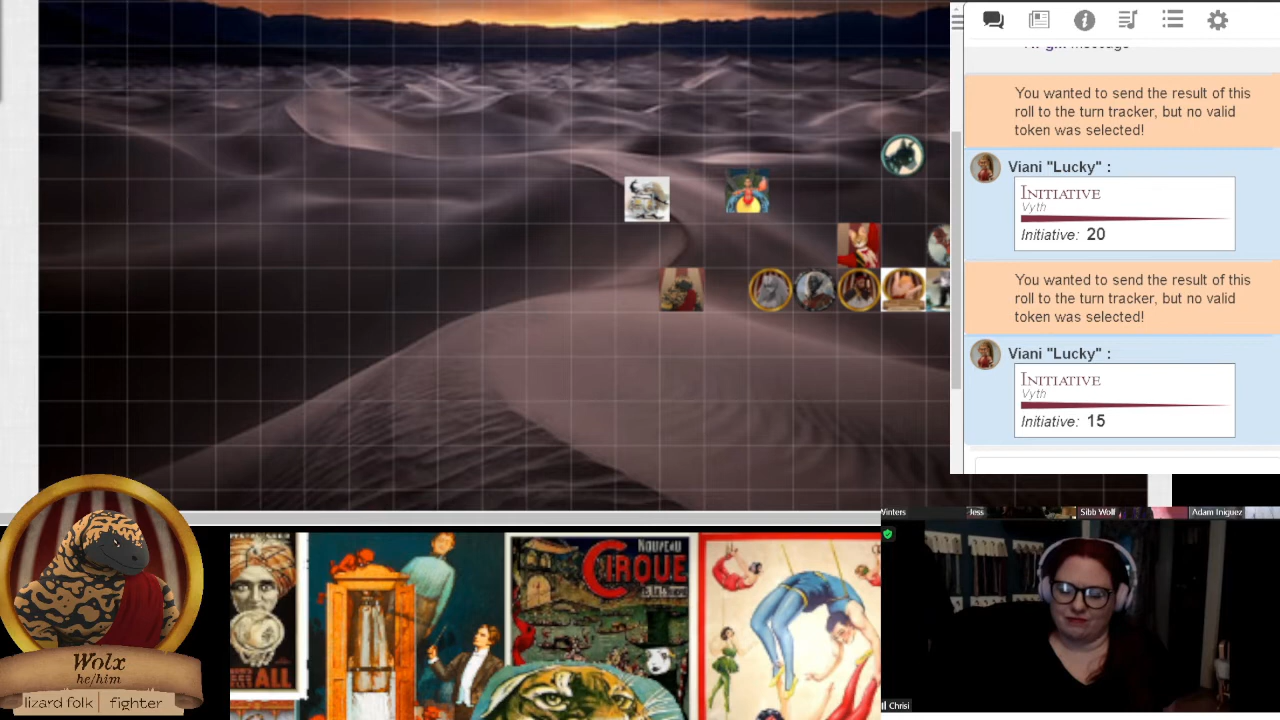 You wanted to send the result of this
roll to the turn tracker, but no valid
token was selected!
Viani "Lucky" :
INITIATIVE
Vyth
Initiative: 20
You wanted to send the result of this
roll to the turn tracker, but no valid
token was selected!
Viani "Lucky" :
INITIATIVE
Vyth
Initiative: 15
Winters
Jess
Sibb Wolf
Adam Iniguez
Chrisi
NOUVEAU
CIRQUE
ALL
Wolx
he/him
lizard folk
fighter